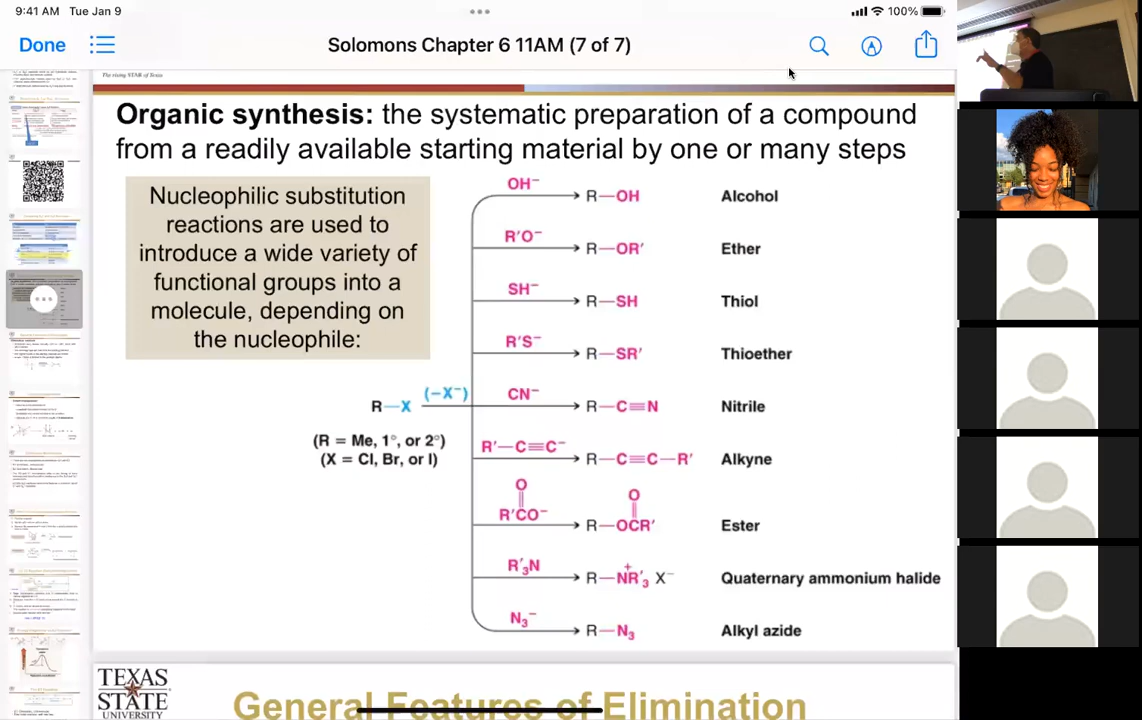 9:41 AM Tue Jan 9
100%
Done
Solomons Chapter 6 11AM (7 of 7)
The rising STAR of Texas
Organic synthesis: the systematic preparation of a compound
from a readily available starting material by one or many steps
Nucleophilic substitution
reactions are used to
introduce a wide variety of
functional groups into a
molecule, depending on
the nucleophile:
OH⁻
R—OH Alcohol
R'O⁻
R—OR' Ether
SH⁻
R—SH Thiol
R'S⁻
R—SR' Thioether
R—X (−X⁻)
CN⁻
R—C≡N Nitrile
(R = Me, 1°, or 2°)
(X = Cl, Br, or I)
R'—C≡C⁻
R—C≡C—R' Alkyne
O
R'CO⁻
O
R—OCR' Ester
R'₃N
R—N⁺R'₃ X⁻ Quaternary ammonium halide
N₃⁻
R—N₃ Alkyl azide
TEXAS
STATE
UNIVERSITY
General Features of Elimination